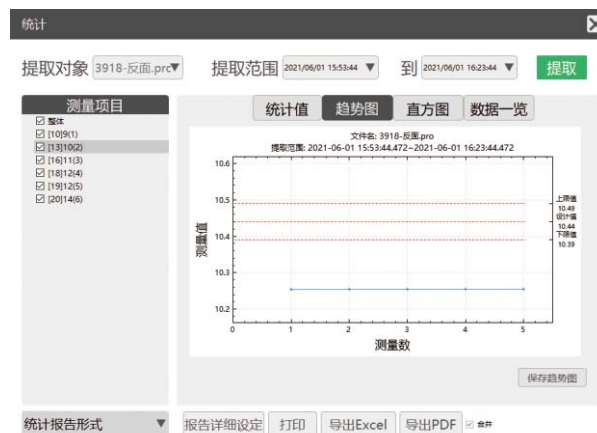 统计
提取对象 3918-反面.prc 提取范围 2021/06/01 15:53:44 到 2021/06/01 16:23:44 提取
测量项目
整体
[10]9(1)
[13]10(2)
[16]11(3)
[18]12(4)
[19]12(5)
[20]14(6)
统计值 趋势图 直方图 数据一览
文件名: 3918-反面.pro
提取范围: 2021-06-01 15:53:44.472~2021-06-01 16:23:44.472
10.6
10.5
10.4
10.3
10.2
测量值
上限值
10.49
设计值
10.44
下限值
10.39
0 1 2 3 4 5
测量数
保存趋势图
统计报告形式 报告详细设定 打印 导出Excel 导出PDF 合并